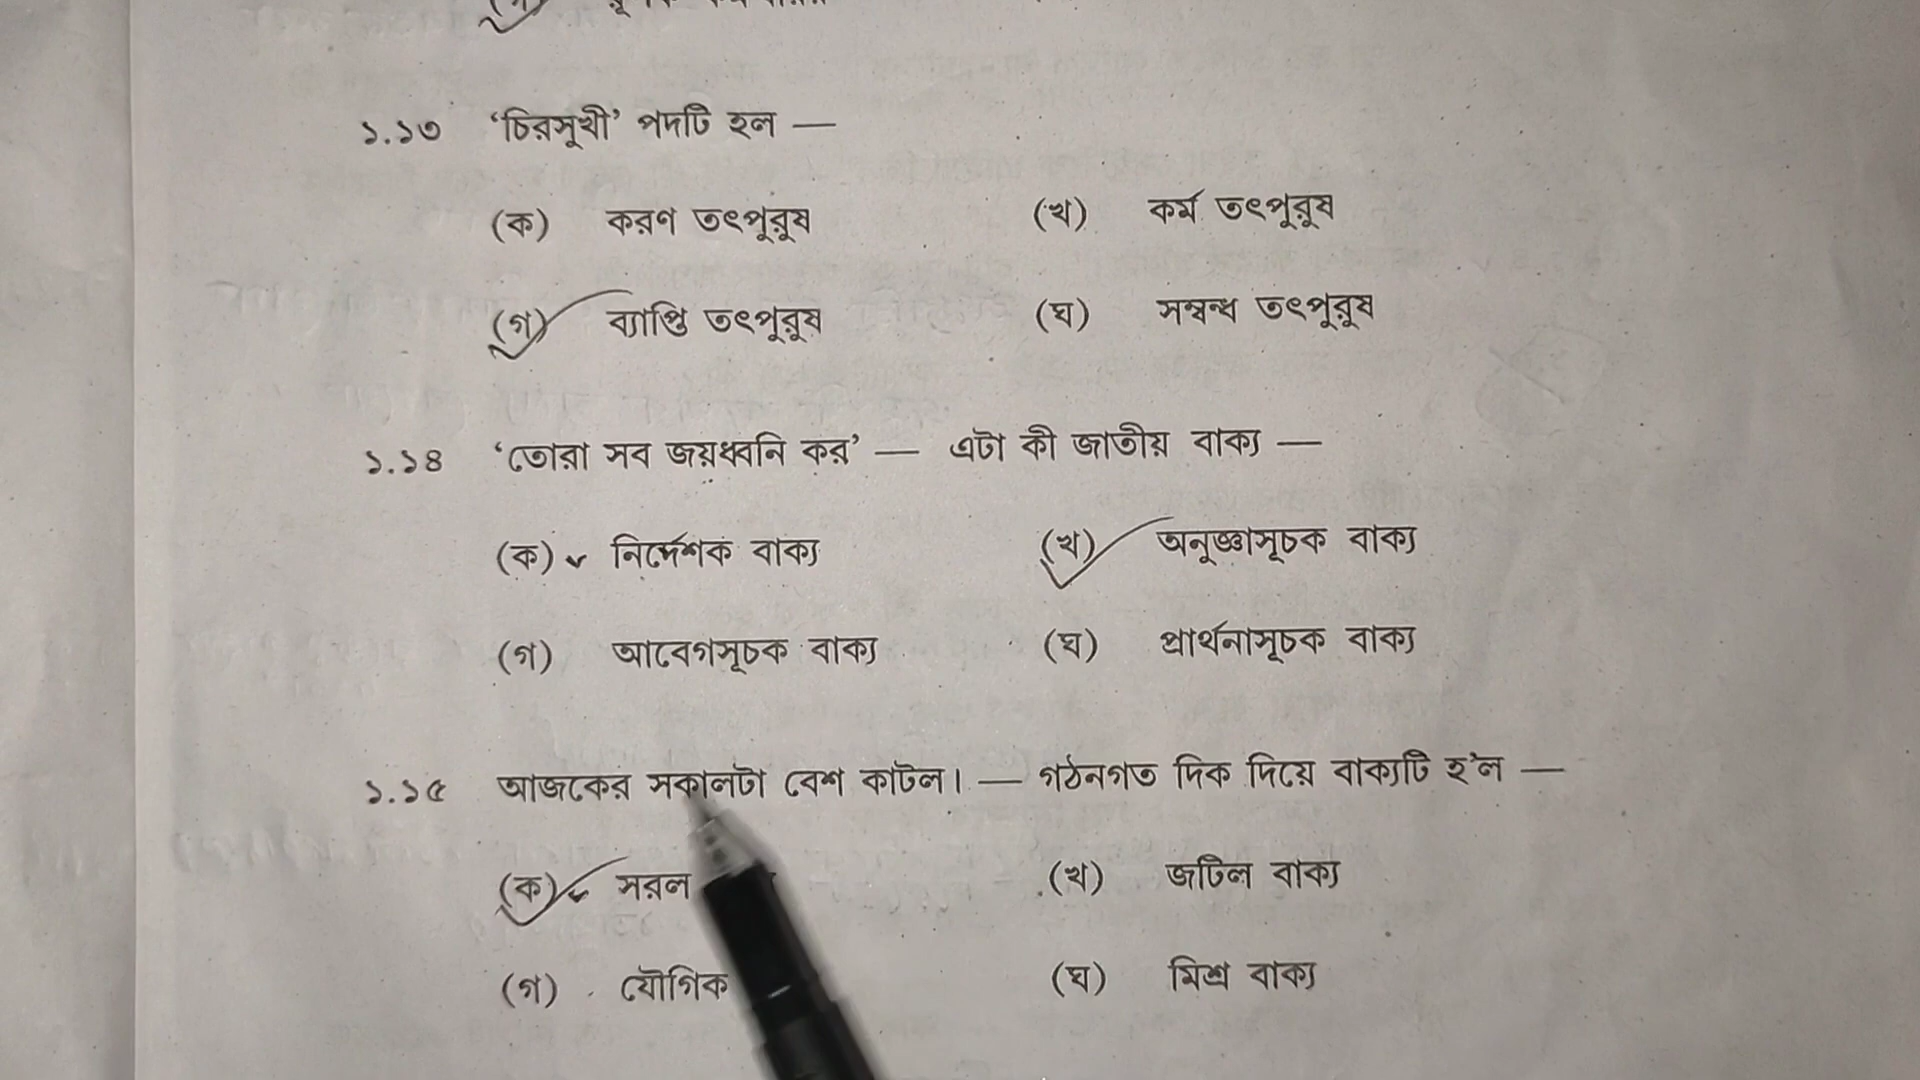 ১.১৩ ‘চিরসুখী’ পদটি হল —
(ক) করণ তৎপুরুষ (খ) কর্ম তৎপুরুষ
(গ) ব্যাপ্তি তৎপুরুষ (ঘ) সম্বন্ধ তৎপুরুষ
১.১৪ ‘তোরা সব জয়ধ্বনি কর’ — এটা কী জাতীয় বাক্য —
(ক) নির্দেশক বাক্য (খ) অনুজ্ঞাসূচক বাক্য
(গ) আবেগসূচক বাক্য (ঘ) প্রার্থনাসূচক বাক্য
১.১৫ আজকের সকালটা বেশ কাটল। — গঠনগত দিক দিয়ে বাক্যটি হ'ল —
(ক) সরল (খ) জটিল বাক্য
(গ) যৌগিক (ঘ) মিশ্র বাক্য